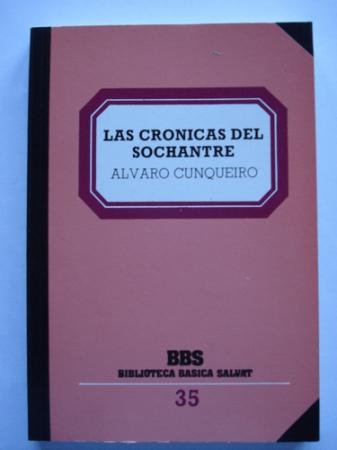 LAS CRONICAS DEL
SOCHANTRE
ALVARO CUNQUEIRO
BBS
BIBLIOTECA BASICA SALVAT
35